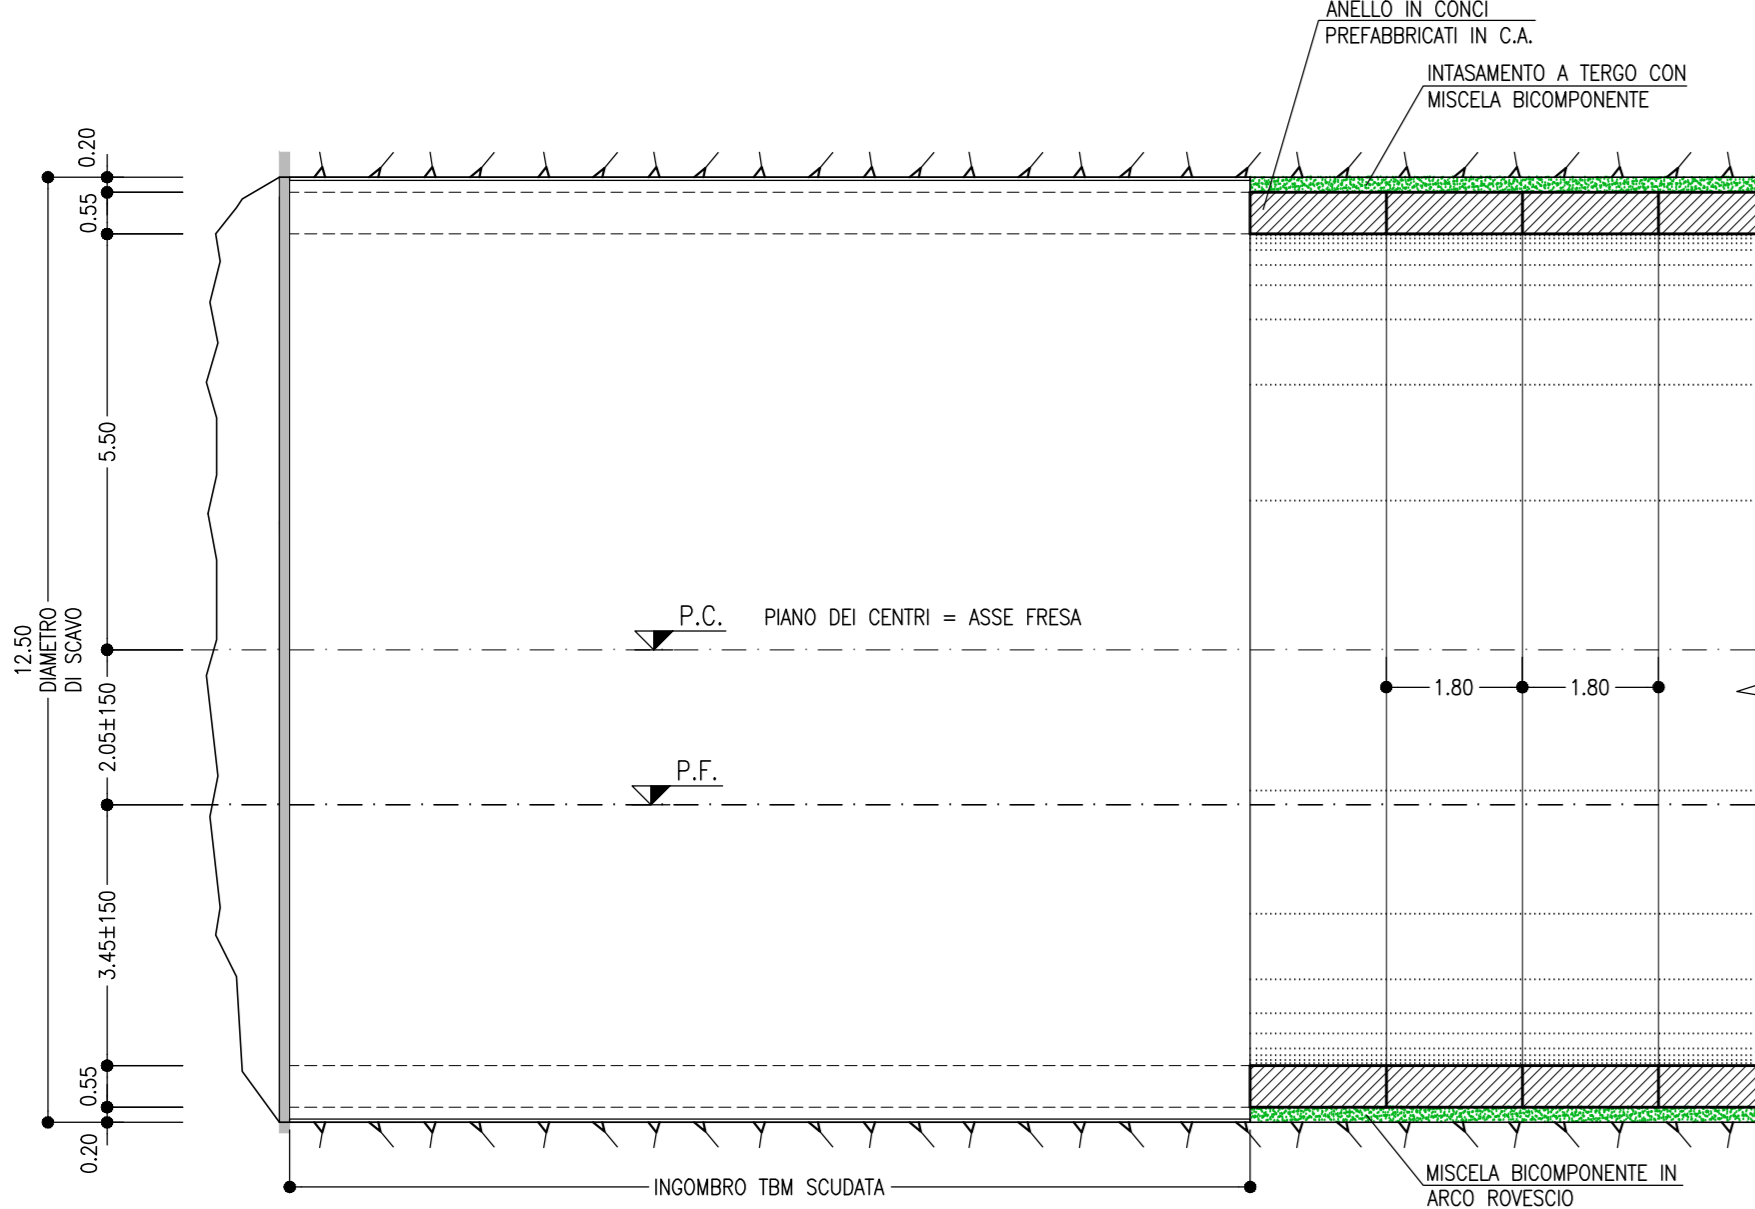 ANELLO IN CONCI
PREFABBRICATI IN C.A.
INTASAMENTO A TERGO CON
MISCELA BICOMPONENTE
0.20
0.55
5.50
12.50
DIAMETRO
DI SCAVO
2.05±150
3.45±150
0.55
0.20
P.C.
PIANO DEI CENTRI = ASSE FRESA
1.80
1.80
P.F.
INGOMBRO TBM SCUDATA
MISCELA BICOMPONENTE IN
ARCO ROVESCIO